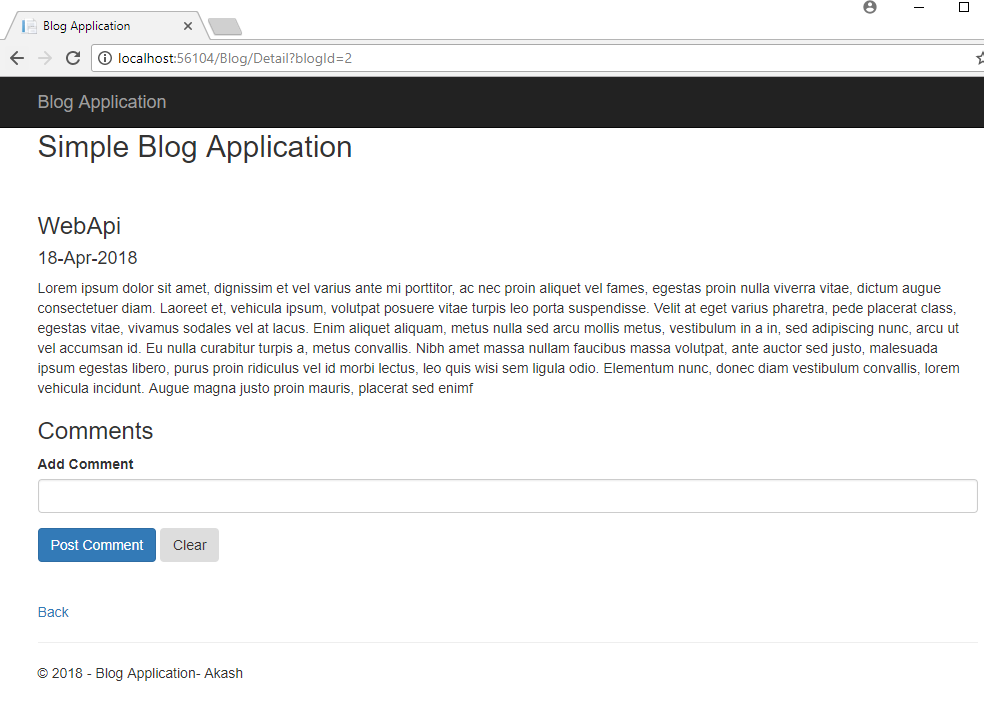 Blog Application
localhost:56104/Blog/Detail?blogId=2
Blog Application
Simple Blog Application
WebApi
18-Apr-2018
Lorem ipsum dolor sit amet, dignissim et vel varius ante mi porttitor, ac nec proin aliquet vel fames, egestas proin nulla viverra vitae, dictum augue
consectetuer diam. Laoreet et, vehicula ipsum, volutpat posuere vitae turpis leo porta suspendisse. Velit at eget varius pharetra, pede placerat class,
egestas vitae, vivamus sodales vel at lacus. Enim aliquet aliquam, metus nulla sed arcu mollis metus, vestibulum in a in, sed adipiscing nunc, arcu ut
vel accumsan id. Eu nulla curabitur turpis a, metus convallis. Nibh amet massa nullam faucibus massa volutpat, ante auctor sed justo, malesuada
ipsum egestas libero, purus proin ridiculus vel id morbi lectus, leo quis wisi sem ligula odio. Elementum nunc, donec diam vestibulum convallis, lorem
vehicula incidunt. Augue magna justo proin mauris, placerat sed enimf
Comments
Add Comment
Post Comment Clear
Back
© 2018 - Blog Application- Akash